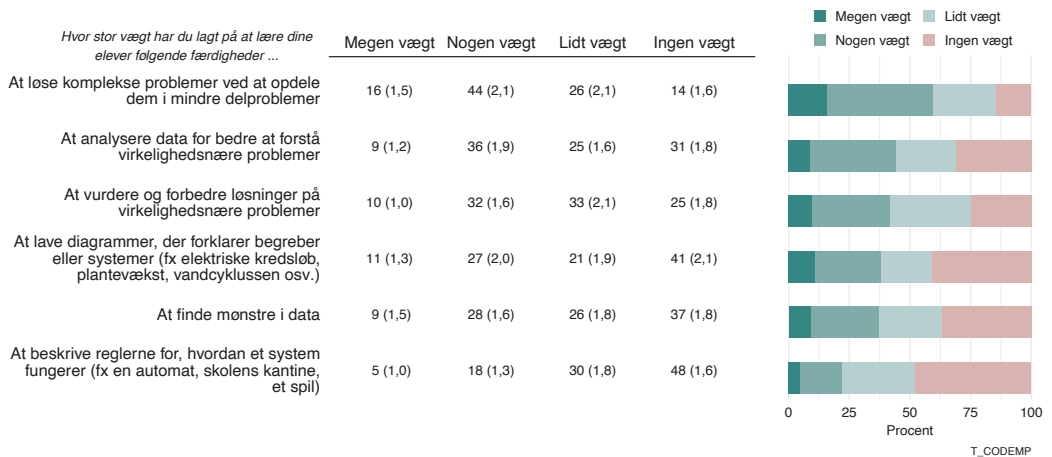 Megen vægt Lidt vægt
Nogen vægt Ingen vægt
Hvor stor vægt har du lagt på at lære dine
elever følgende færdigheder ...
Megen vægt Nogen vægt Lidt vægt Ingen vægt
At løse komplekse problemer ved at opdele
dem i mindre delproblemer
16 (1,5) 44 (2,1) 26 (2,1) 14 (1,6)
At analysere data for bedre at forstå
virkelighedsnære problemer
9 (1,2) 36 (1,9) 25 (1,6) 31 (1,8)
At vurdere og forbedre løsninger på
virkelighedsnære problemer
10 (1,0) 32 (1,6) 33 (2,1) 25 (1,8)
At lave diagrammer, der forklarer begreber
eller systemer (fx elektriske kredsløb,
plantevækst, vandcyklussen osv.)
11 (1,3) 27 (2,0) 21 (1,9) 41 (2,1)
At finde mønstre i data
9 (1,5) 28 (1,6) 26 (1,8) 37 (1,8)
At beskrive reglerne for, hvordan et system
fungerer (fx en automat, skolens kantine,
et spil)
5 (1,0) 18 (1,3) 30 (1,8) 48 (1,6)
0 25 50 75 100
Procent
T_CODEMP